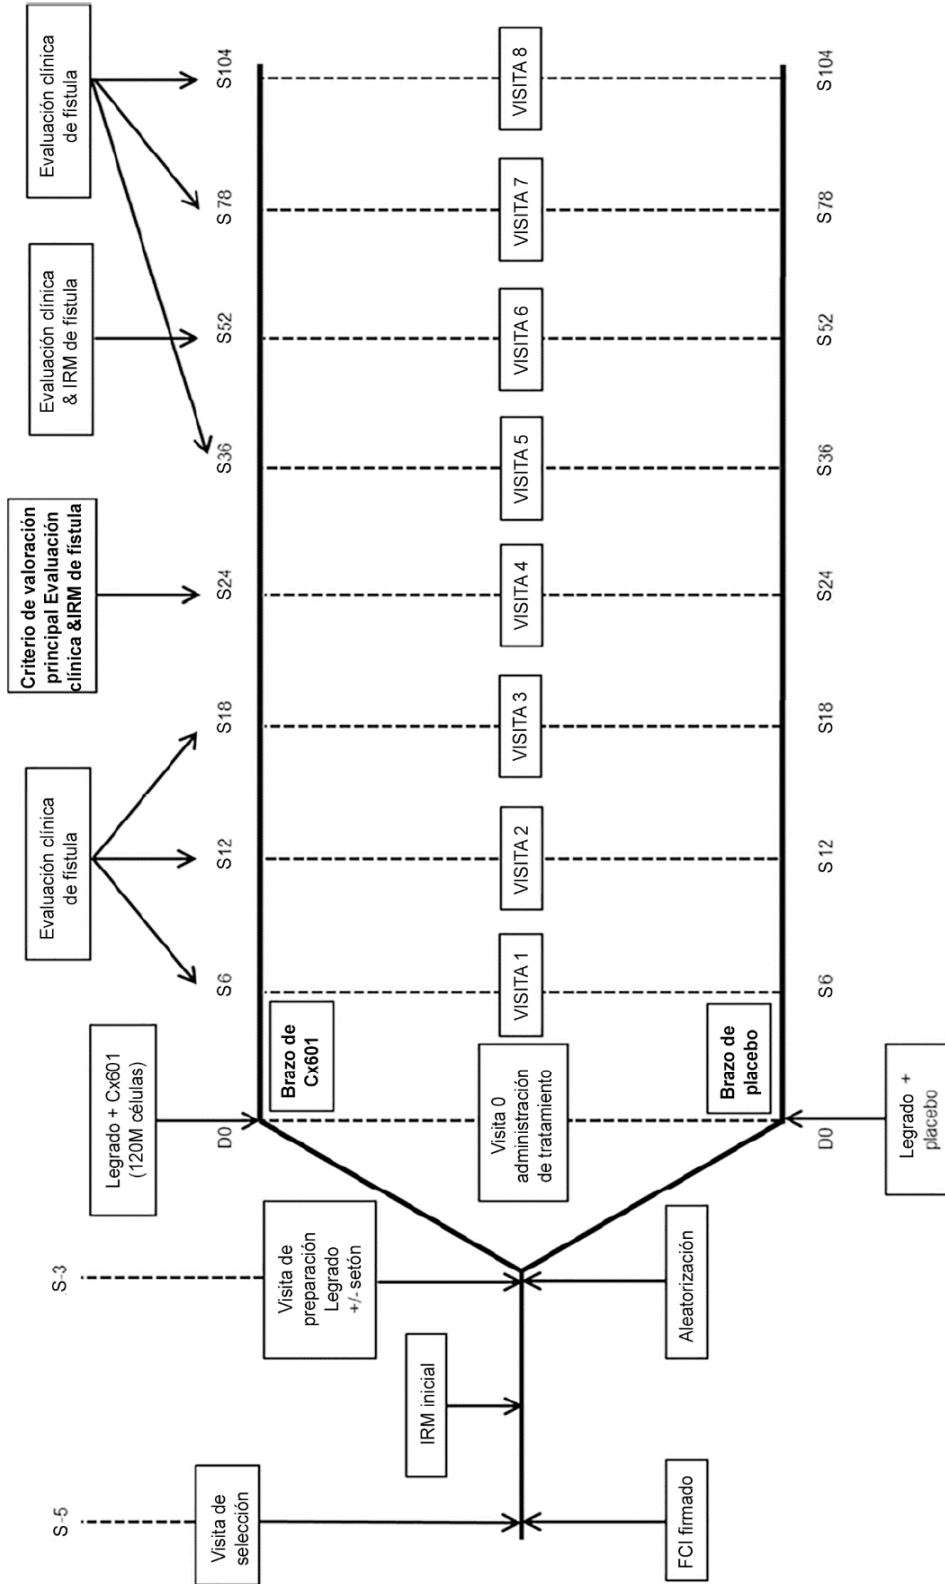 S-5
S-3
Visita de
selección
FCI firmado
IRM inicial
Visita de
preparación
Legrado
+/- setón
Aleatorización
Legrado + Cx601
(120M células)
D0
Brazo de
Cx601
Visita 0
administración
de tratamiento
Brazo de
placebo
D0
Legrado +
placebo
Evaluación clínica
de fístula
Criterio de valoración
principal Evaluación
clínica &IRM de fístula
Evaluación clínica
& IRM de fístula
Evaluación clínica
de fístula
S6
S12
S18
S24
S36
S52
S78
S104
VISITA 1
VISITA 2
VISITA 3
VISITA 4
VISITA 5
VISITA 6
VISITA 7
VISITA 8
S6
S12
S18
S24
S36
S52
S78
S104